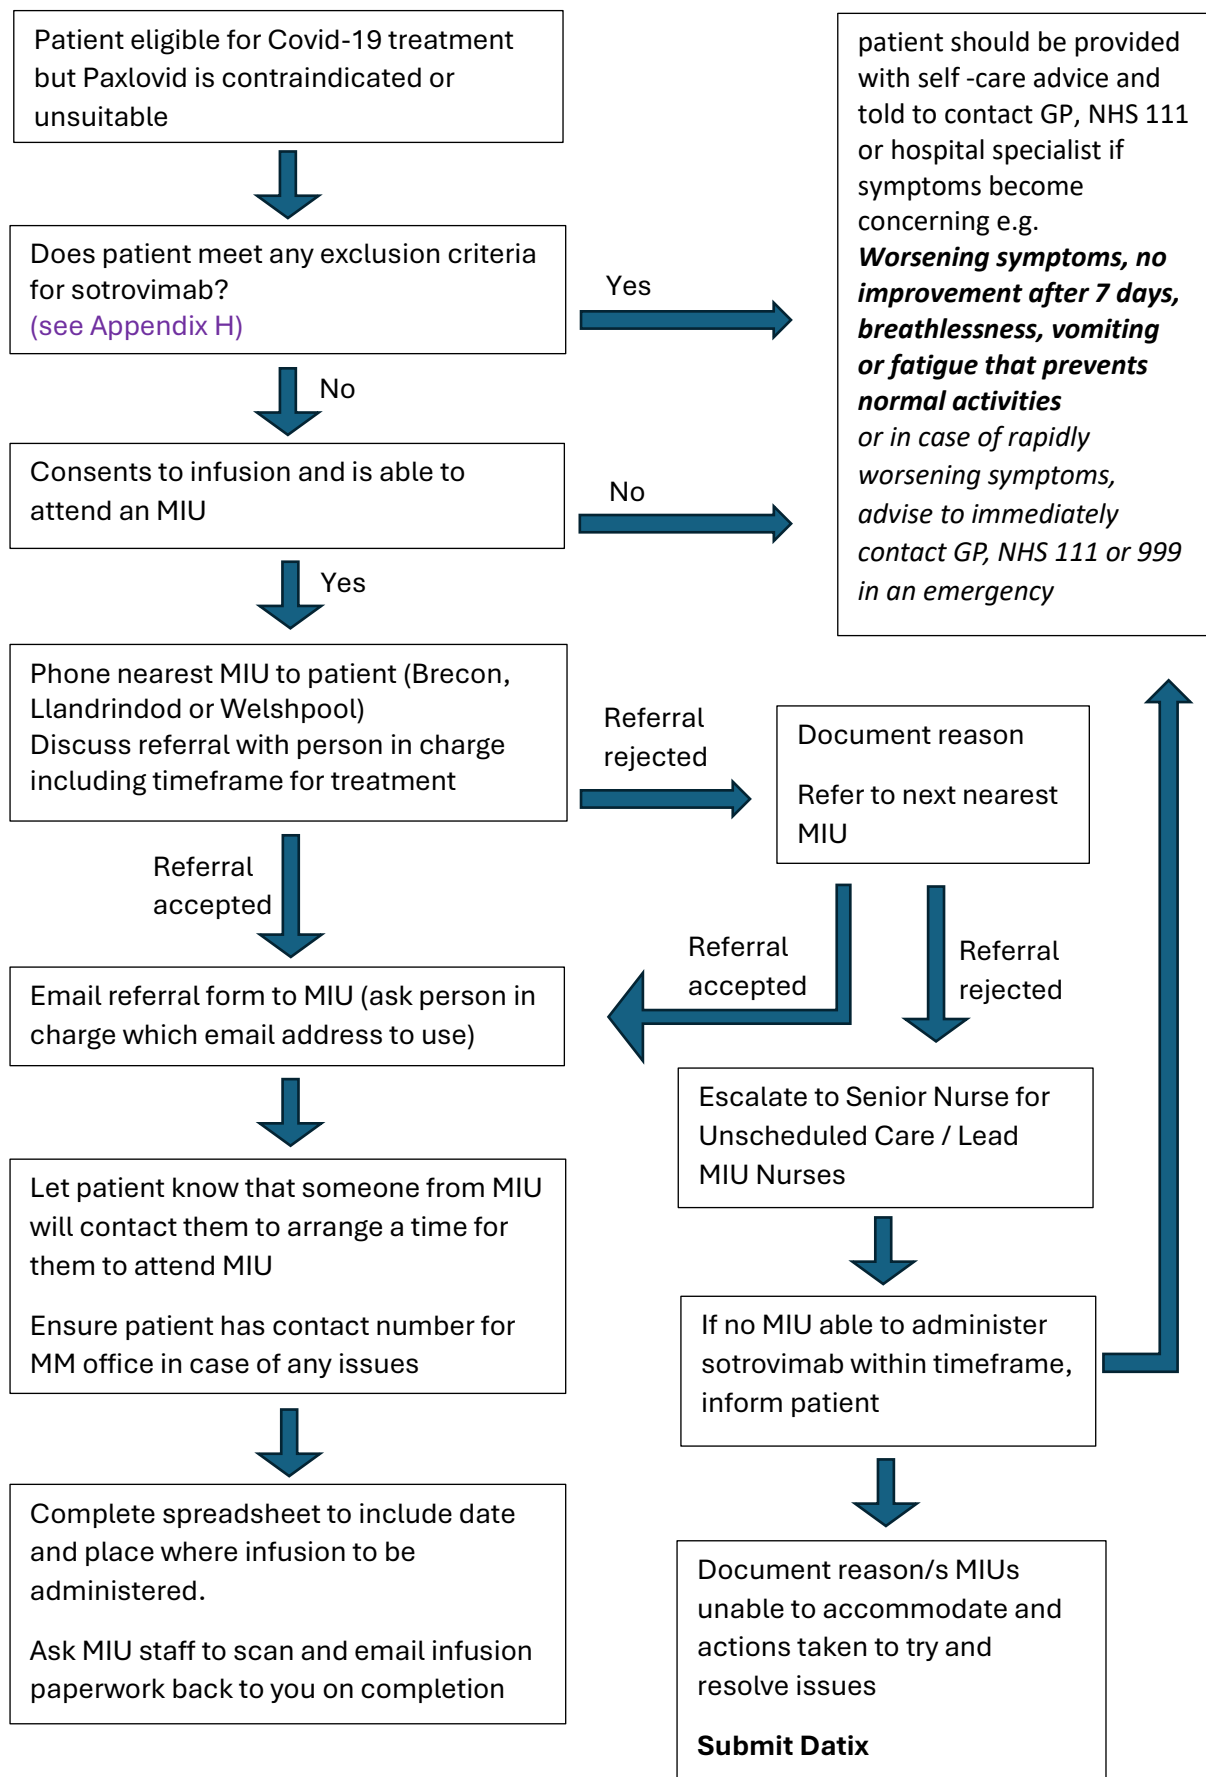 Patient eligible for Covid-19 treatment
but Paxlovid is contraindicated or
unsuitable
patient should be provided
with self -care advice and
told to contact GP, NHS 111
or hospital specialist if
symptoms become
concerning e.g.
Worsening symptoms, no
improvement after 7 days,
breathlessness, vomiting
or fatigue that prevents
normal activities
or in case of rapidly
worsening symptoms,
advise to immediately
contact GP, NHS 111 or 999
in an emergency
Does patient meet any exclusion criteria
for sotrovimab?
(see Appendix H)
Yes
No
Consents to infusion and is able to
attend an MIU
No
Yes
Phone nearest MIU to patient (Brecon,
Llandrindod or Welshpool)
Discuss referral with person in charge
including timeframe for treatment
Referral
rejected
Document reason
Refer to next nearest
MIU
Referral
accepted
Referral
accepted
Referral
rejected
Email referral form to MIU (ask person in
charge which email address to use)
Escalate to Senior Nurse for
Unscheduled Care / Lead
MIU Nurses
Let patient know that someone from MIU
will contact them to arrange a time for
them to attend MIU
Ensure patient has contact number for
MM office in case of any issues
If no MIU able to administer
sotrovimab within timeframe,
inform patient
Complete spreadsheet to include date
and place where infusion to be
administered.
Ask MIU staff to scan and email infusion
paperwork back to you on completion
Document reason/s MIUs
unable to accommodate and
actions taken to try and
resolve issues
Submit Datix